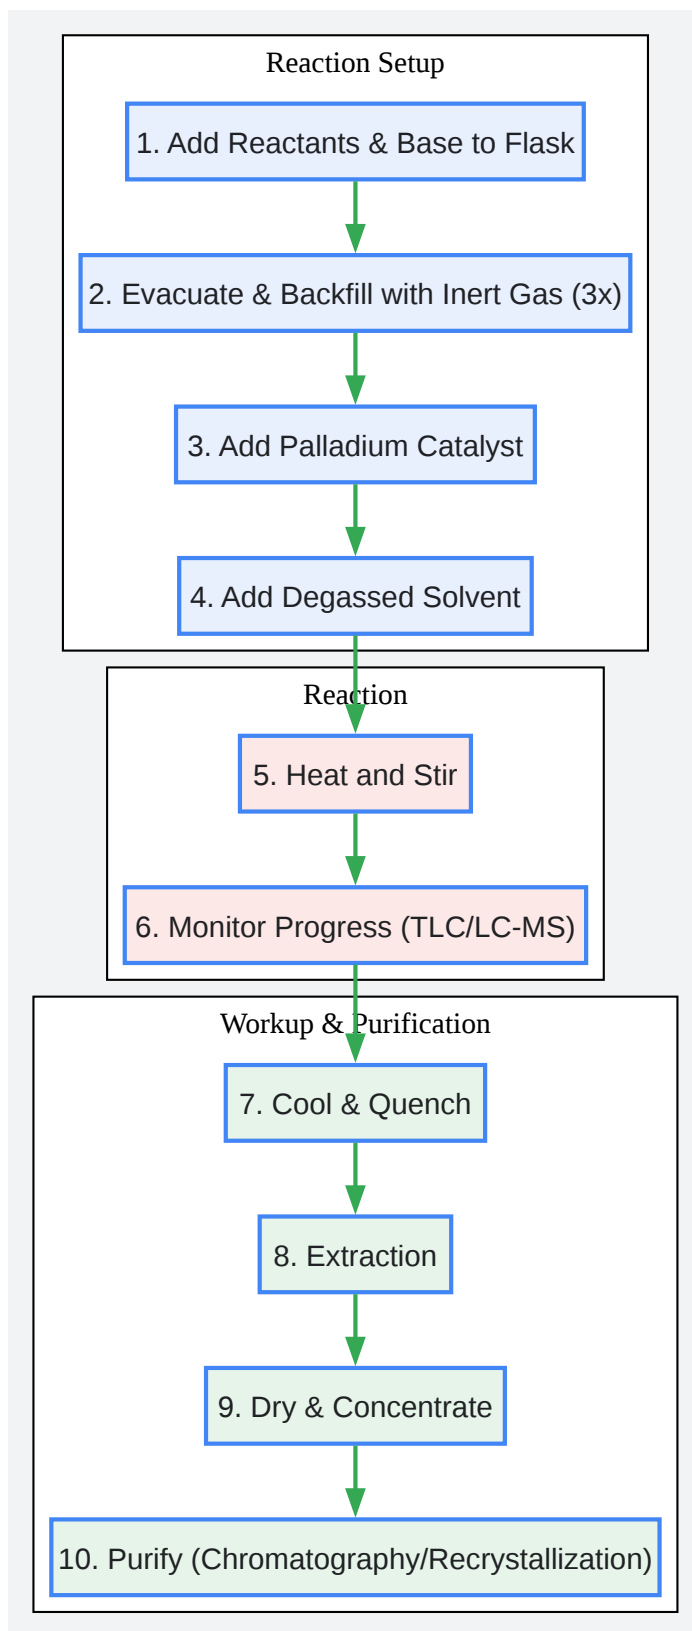 Reaction Setup
1. Add Reactants & Base to Flask
2. Evacuate & Backfill with Inert Gas (3x)
3. Add Palladium Catalyst
4. Add Degassed Solvent
Reaction
5. Heat and Stir
6. Monitor Progress (TLC/LC-MS)
Workup & Purification
7. Cool & Quench
8. Extraction
9. Dry & Concentrate
10. Purify (Chromatography/Recrystallization)